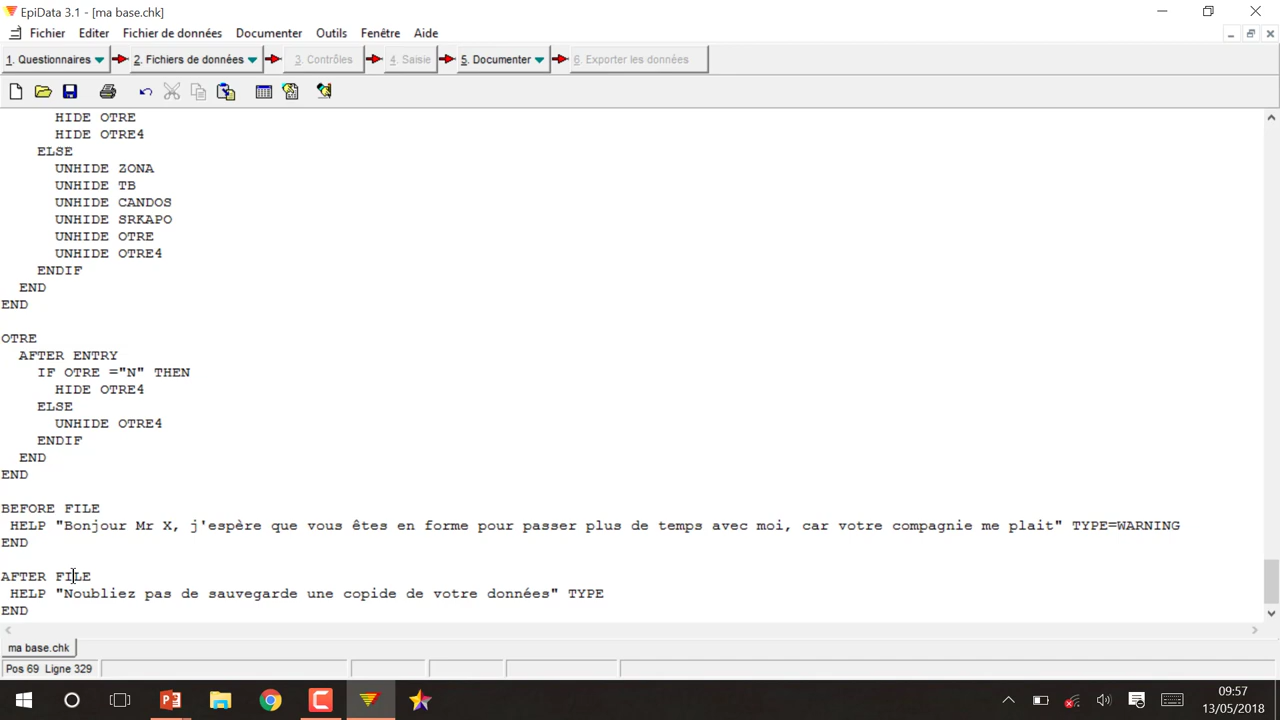 EpiData 3.1 - [ma base.chk]
Fichier Editer Fichier de données Documenter Outils Fenêtre Aide
1. Questionnaires 2. Fichiers de données 3. Contrôles 4. Saisie 5. Documenter 6. Exporter les données
HIDE OTRE
HIDE OTRE4
ELSE
UNHIDE ZONA
UNHIDE TB
UNHIDE CANDOS
UNHIDE SRKAPO
UNHIDE OTRE
UNHIDE OTRE4
ENDIF
END
END
OTRE
AFTER ENTRY
IF OTRE ="N" THEN
HIDE OTRE4
ELSE
UNHIDE OTRE4
ENDIF
END
END
BEFORE FILE
HELP "Bonjour Mr X, j'espère que vous êtes en forme pour passer plus de temps avec moi, car votre compagnie me plait" TYPE=WARNING
END
AFTER FILE
HELP "Noubliez pas de sauvegarde une copide de votre données" TYPE
END
ma base.chk
Pos 69 Ligne 329
09:57
13/05/2018